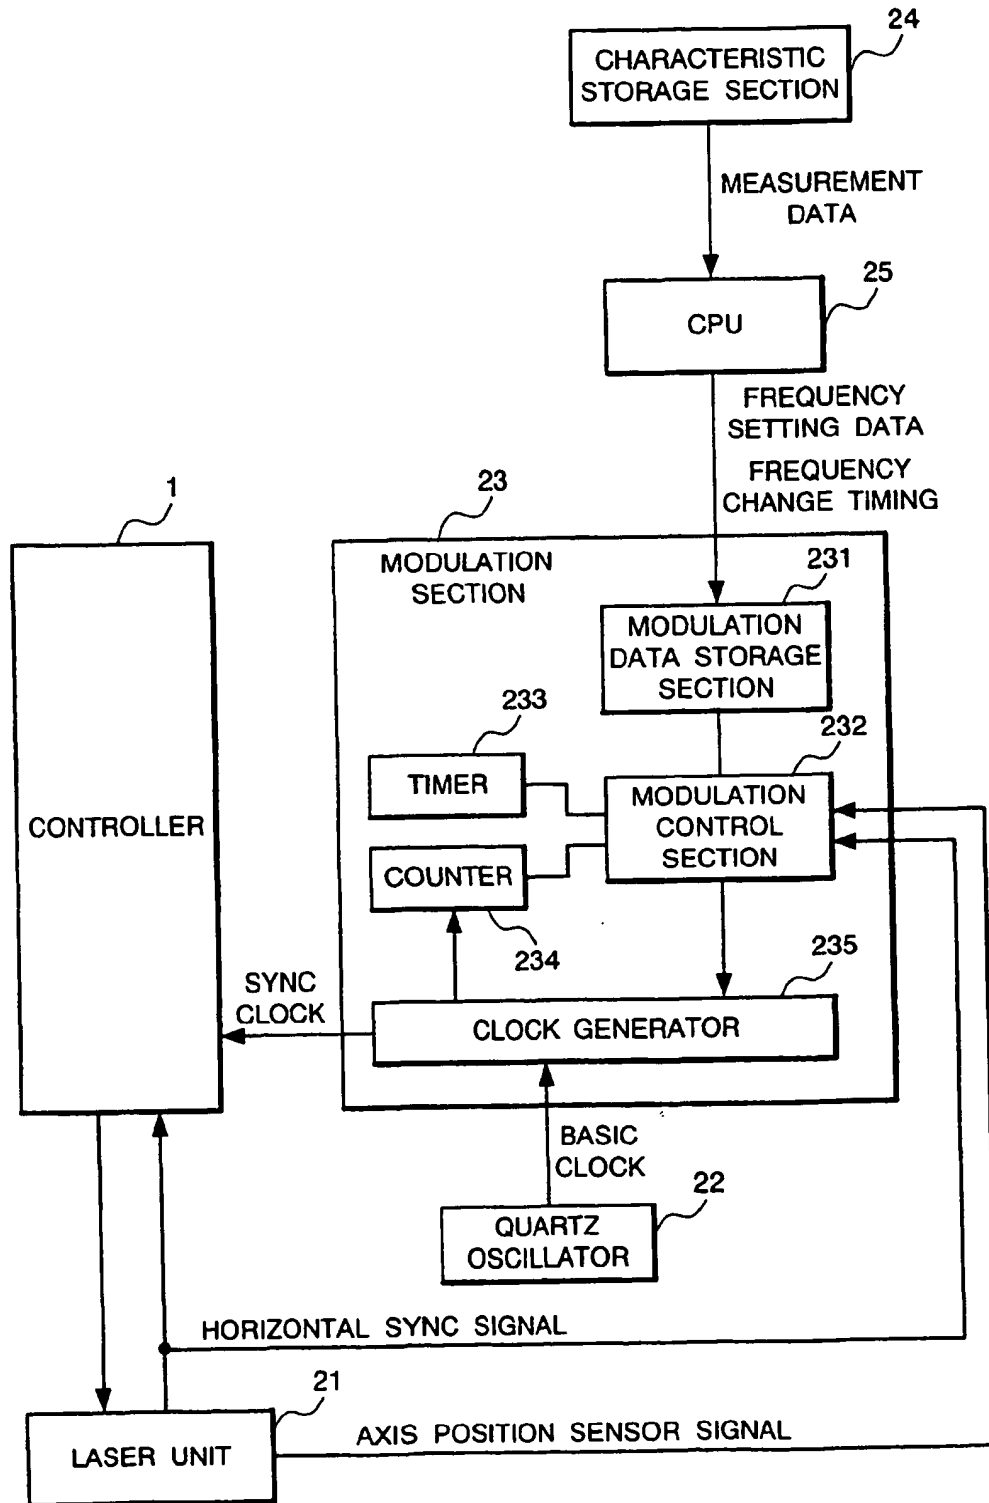 24
CHARACTERISTIC
STORAGE SECTION
MEASUREMENT
DATA
25
CPU
FREQUENCY
SETTING DATA
FREQUENCY
CHANGE TIMING
1
23
MODULATION
SECTION
231
MODULATION
DATA STORAGE
SECTION
233
232
TIMER
MODULATION
CONTROL
SECTION
CONTROLLER
COUNTER
234
235
SYNC
CLOCK
CLOCK GENERATOR
BASIC
CLOCK
22
QUARTZ
OSCILLATOR
HORIZONTAL SYNC SIGNAL
21
LASER UNIT
AXIS POSITION SENSOR SIGNAL